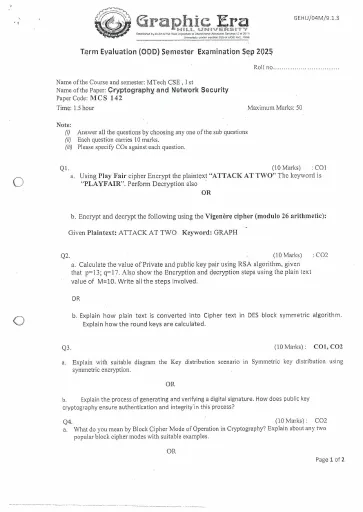 GEHU/04M/9.1.3
Graphic Era
HILL UNIVERSITY
Term Evaluation (ODD) Semester Examination Sep 2025
Roll no..............................
Name of the Course and semester: MTech CSE , I st
Name of the Paper: Cryptography and Network Security
Paper Code: MCS 142
Time: 1.5 hour Maximum Marks: 50
Note:
(i) Answer all the questions by choosing any one of the sub questions
(ii) Each question carries 10 marks.
(iii) Please specify COs against each question.
Q1. (10 Marks) : CO1
a. Using Play Fair cipher Encrypt the plaintext "ATTACK AT TWO" The keyword is
"PLAYFAIR". Perform Decryption also
OR
b. Encrypt and decrypt the following using the Vigenère cipher (modulo 26 arithmetic):
Given Plaintext: ATTACK AT TWO Keyword: GRAPH
Q2. (10 Marks) : CO2
a. Calculate the value of Private and public key pair using RSA algorithm, given
that p=13; q=17. Also show the Encryption and decryption steps using the plain text
value of M=10. Write all the steps involved.
OR
b. Explain how plain text is converted into Cipher text in DES block symmetric algorithm.
Explain how the round keys are calculated.
Q3. (10 Marks) : CO1, CO2
a. Explain with suitable diagram the Key distribution scenario in Symmetric key distribution using
symmetric encryption.
OR
b. Explain the process of generating and verifying a digital signature. How does public key
cryptography ensure authentication and integrity in this process?
Q4. (10 Marks) : CO2
a. What do you mean by Block Cipher Mode of Operation in Cryptography? Explain about any two
popular block cipher modes with suitable examples.
OR
Page 1 of 2